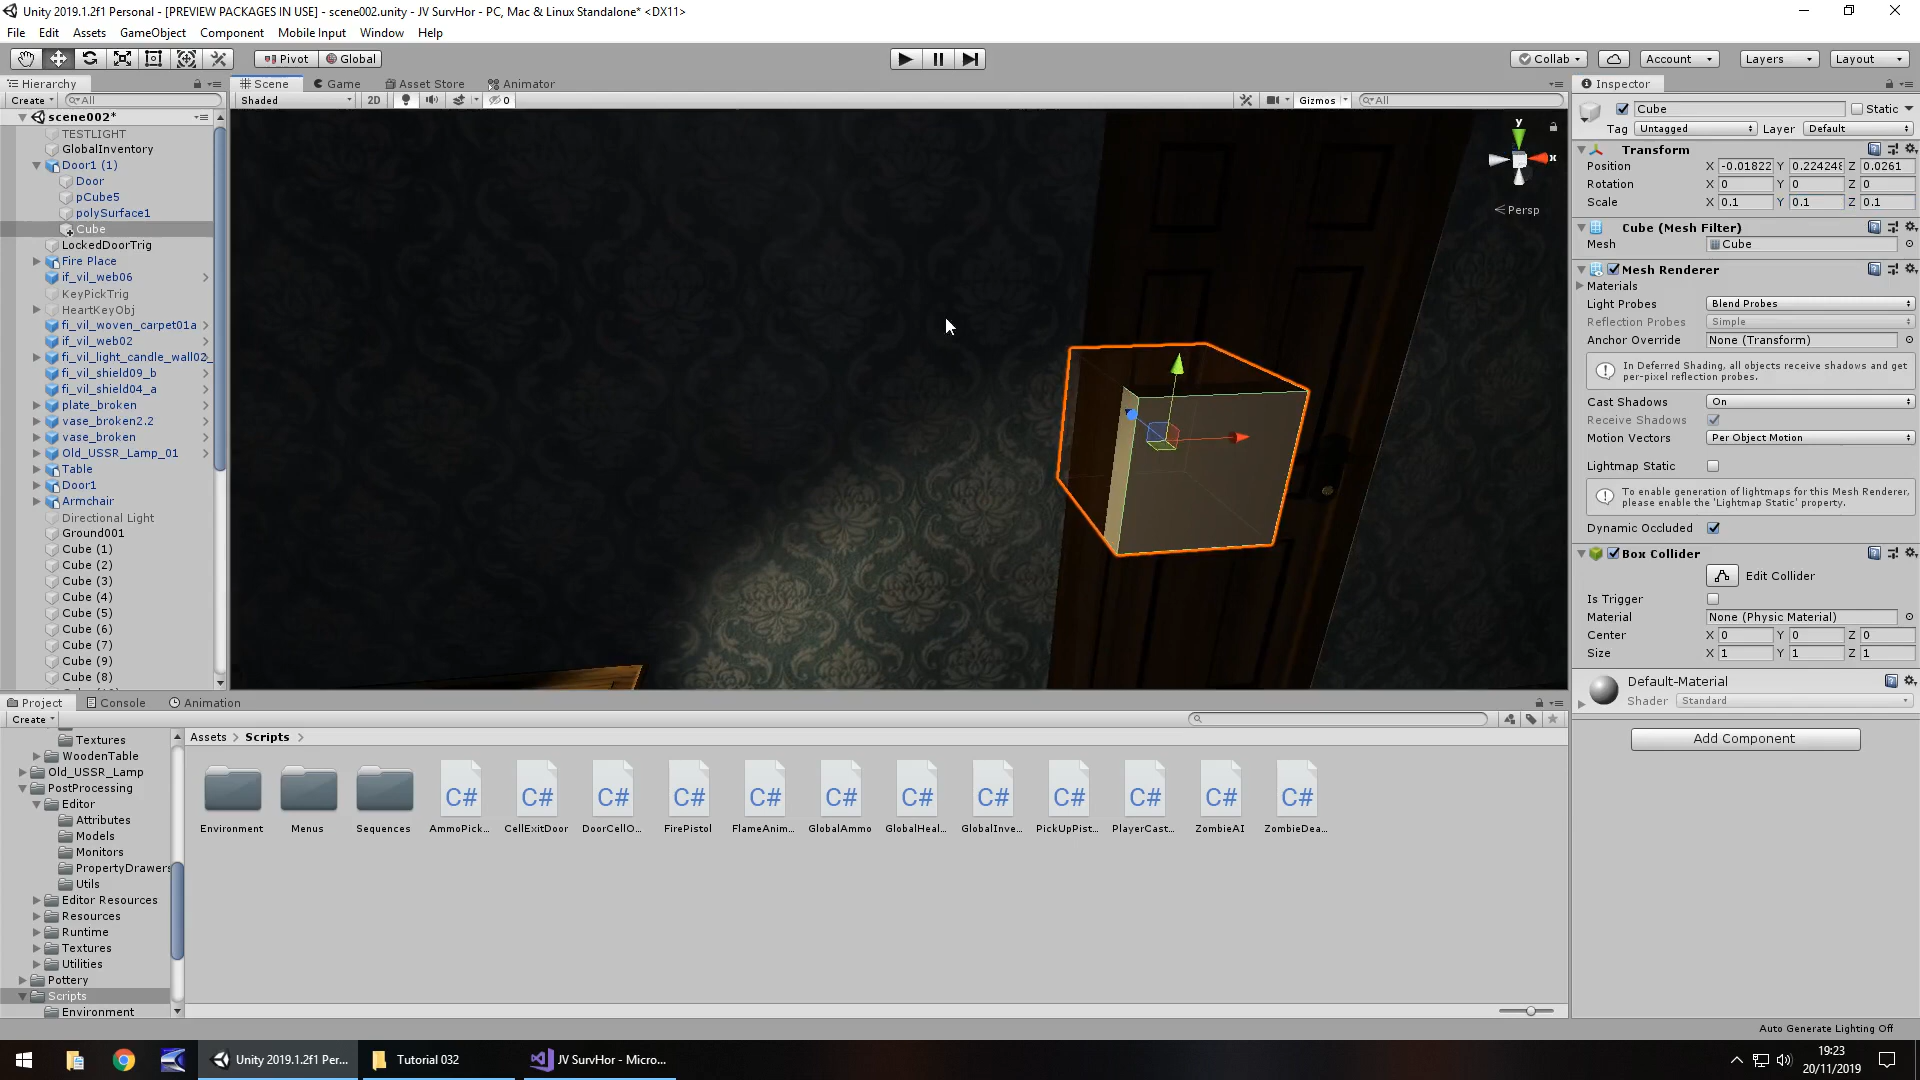 Unity 2019.1.2f1 Personal - [PREVIEW PACKAGES IN USE] - scene002.unity - JV SurvHor - PC, Mac & Linux Standalone* <DX11>
File Edit Assets GameObject Component Mobile Input Window Help
Pivot Global Collab Account Layers Layout
Hierarchy
Create All
scene002*
TESTLIGHT
GlobalInventory
Door1 (1)
Door
pCube5
polySurface1
Cube
LockedDoorTrig
Fire Place
if_vil_web06
KeyPickTrig
HeartKeyObj
fi_vil_woven_carpet01a
if_vil_web02
fi_vil_light_candle_wall02_
fi_vil_shield09_b
fi_vil_shield04_a
plate_broken
vase_broken2.2
vase_broken
Old_USSR_Lamp_01
Table
Door1
Armchair
Directional Light
Ground001
Cube (1)
Cube (2)
Cube (3)
Cube (4)
Cube (5)
Cube (6)
Cube (7)
Cube (9)
Cube (8)
Scene Game Asset Store Animator
Shaded 2D 0 Gizmos All
y
x
Persp
Inspector
Cube Static
Tag Untagged Layer Default
Transform
Position X -0.01822 Y 0.224248 Z 0.0261
Rotation X 0 Y 0 Z 0
Scale X 0.1 Y 0.1 Z 0.1
Cube (Mesh Filter)
Mesh Cube
Mesh Renderer
Materials
Light Probes Blend Probes
Reflection Probes Simple
Anchor Override None (Transform)
In Deferred Shading, all objects receive shadows and get
per-pixel reflection probes.
Cast Shadows On
Receive Shadows
Motion Vectors Per Object Motion
Lightmap Static
To enable generation of lightmaps for this Mesh Renderer,
please enable the 'Lightmap Static' property.
Dynamic Occluded
Box Collider
Edit Collider
Is Trigger
Material None (Physic Material)
Center X 0 Y 0 Z 0
Size X 1 Y 1 Z 1
Default-Material
Shader Standard
Add Component
Project Console Animation
Create
Textures
WoodenTable
Old_USSR_Lamp
PostProcessing
Editor
Attributes
Models
Monitors
PropertyDrawers
Utils
Editor Resources
Resources
Runtime
Textures
Utilities
Pottery
Scripts
Environment
Assets > Scripts >
C# C# C# C# C# C# C# C# C# C# C# C#
Environment Menus Sequences AmmoPick... CellExitDoor DoorCellO... FirePistol FlameAnim... GlobalAmmo GlobalHeal... GlobalInve... PickUpPist... PlayerCast... ZombieAI ZombieDea...
Auto Generate Lighting Off
Unity 2019.1.2f1 Per... Tutorial 032 JV SurvHor - Micro...
19:23
20/11/2019